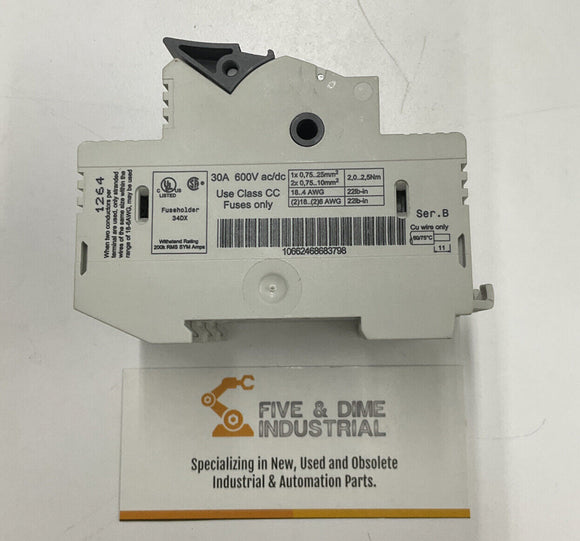 1264
When two conductors per
terminal are used, only stranded
wires of the same size within the
range of 18-6AWG, may be used
C UL US
LISTED
Fuseholder
34DX
Withstand Rating
200k RMS SYM Amps
30A 600V ac/dc
Use Class CC
Fuses only
1x 0,75..25mm²
2x 0,75..10mm²
2,0..2,5Nm
18..4 AWG
22lb-in
(2)18..(2)8 AWG
22lb-in
10662468683798
Ser.B
Cu wire only
60/75°C
11
FIVE & DIME
INDUSTRIAL
Specializing in New, Used and Obsolete
Industrial & Automation Parts.